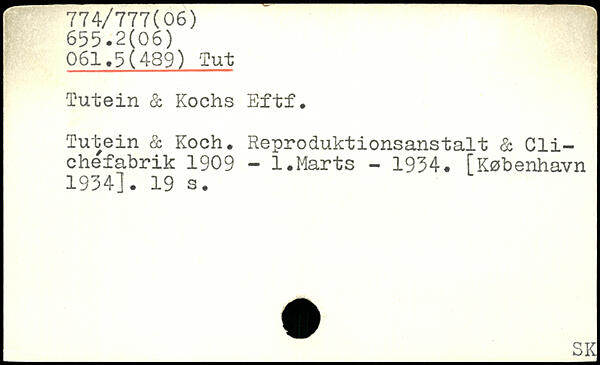 774/777(06)
655.2(06)
061.5(489) Tut
Tutein & Kochs Eftf.
Tutein & Koch. Reproduktionsanstalt & Cli-
chéfabrik 1909 - 1.Marts - 1934. [København
1934]. 19 s.
SK